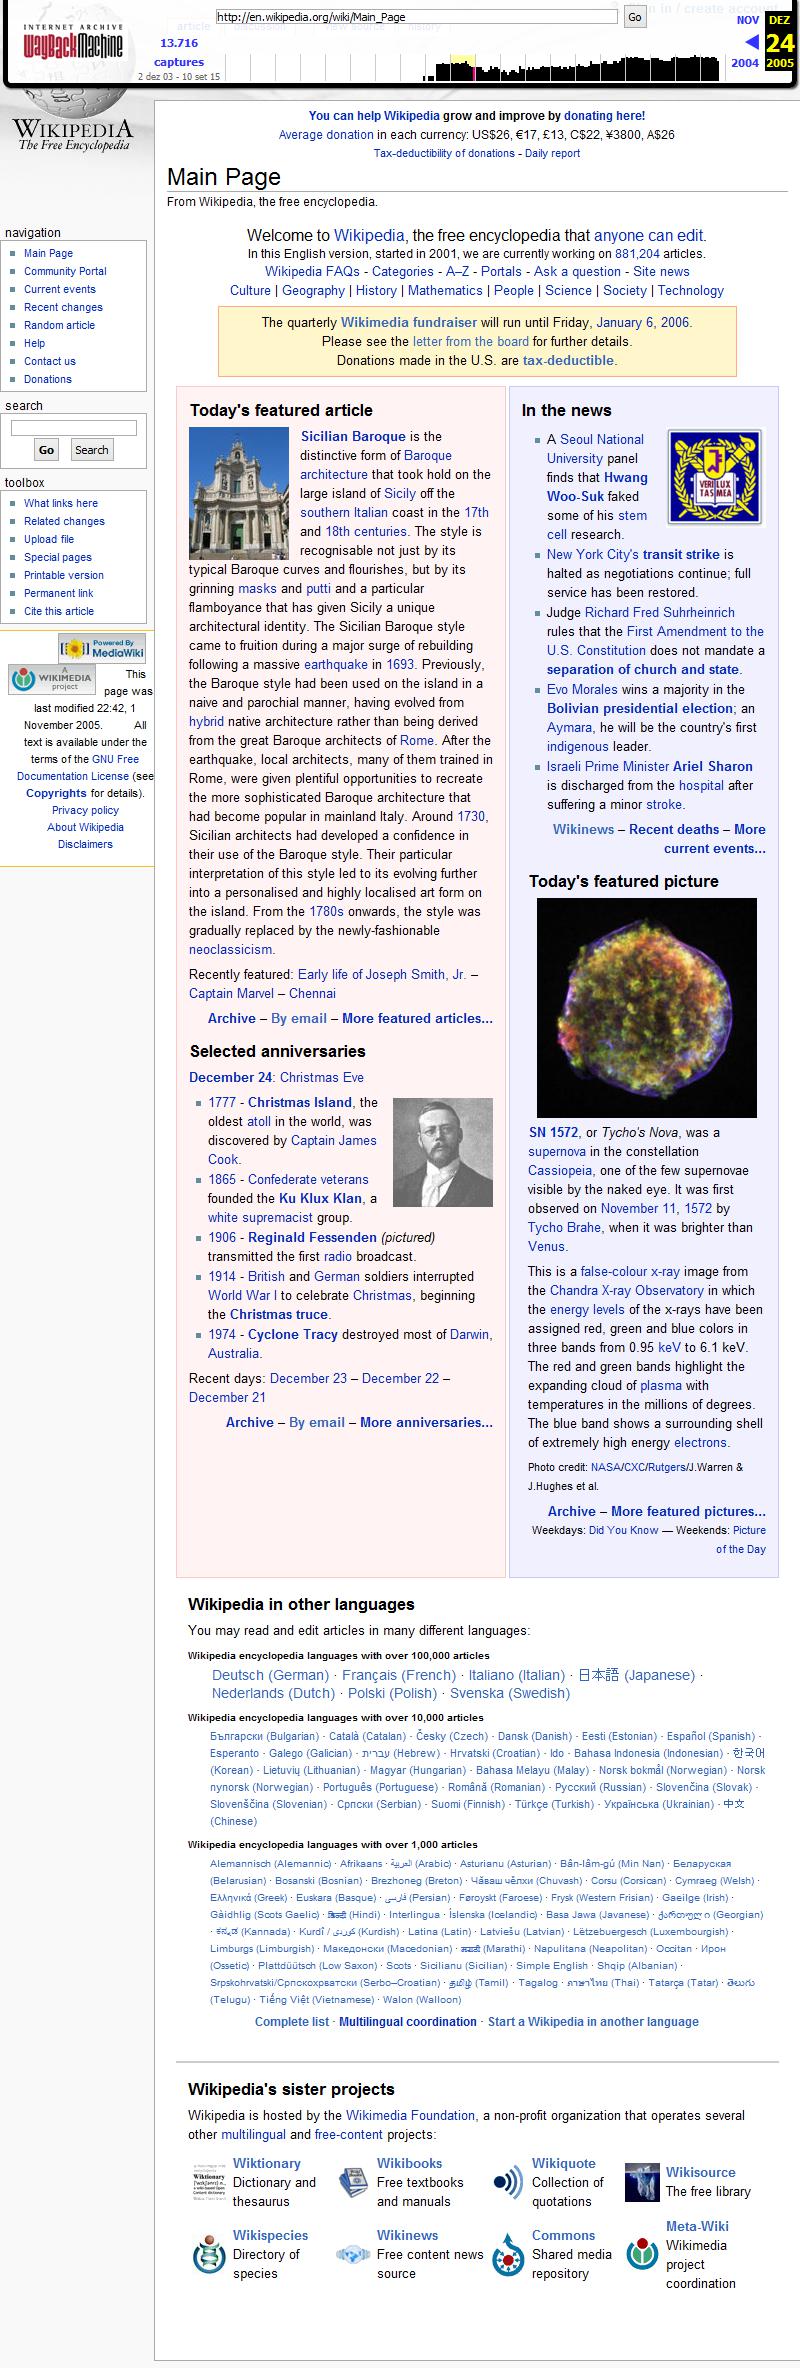 INTERNET ARCHIVE
WayBackMachine
http://en.wikipedia.org/wiki/Main_Page
Go
13.716
captures
2 dez 03 - 10 set 15
NOV
DEZ
24
2004
2005
WIKIPEDIA
The Free Encyclopedia
navigation
Main Page
Community Portal
Current events
Recent changes
Random article
Help
Contact us
Donations
search
Go
Search
toolbox
What links here
Related changes
Upload file
Special pages
Printable version
Permanent link
Cite this article
Powered By
MediaWiki
A
WIKIMEDIA
project
This
page was
last modified 22:42, 1
November 2005. All
text is available under the
terms of the GNU Free
Documentation License (see
Copyrights for details).
Privacy policy
About Wikipedia
Disclaimers
You can help Wikipedia grow and improve by donating here!
Average donation in each currency: US$26, €17, £13, C$22, ¥3800, A$26
Tax-deductibility of donations - Daily report
Main Page
From Wikipedia, the free encyclopedia.
Welcome to Wikipedia, the free encyclopedia that anyone can edit.
In this English version, started in 2001, we are currently working on 881,204 articles.
Wikipedia FAQs - Categories - A–Z - Portals - Ask a question - Site news
Culture | Geography | History | Mathematics | People | Science | Society | Technology
The quarterly Wikimedia fundraiser will run until Friday, January 6, 2006.
Please see the letter from the board for further details.
Donations made in the U.S. are tax-deductible.
Today's featured article
Sicilian Baroque is the
distinctive form of Baroque
architecture that took hold on the
large island of Sicily off the
southern Italian coast in the 17th
and 18th centuries. The style is
recognisable not just by its
typical Baroque curves and flourishes, but by its
grinning masks and putti and a particular
flamboyance that has given Sicily a unique
architectural identity. The Sicilian Baroque style
came to fruition during a major surge of rebuilding
following a massive earthquake in 1693. Previously,
the Baroque style had been used on the island in a
naive and parochial manner, having evolved from
hybrid native architecture rather than being derived
from the great Baroque architects of Rome. After the
earthquake, local architects, many of them trained in
Rome, were given plentiful opportunities to recreate
the more sophisticated Baroque architecture that
had become popular in mainland Italy. Around 1730,
Sicilian architects had developed a confidence in
their use of the Baroque style. Their particular
interpretation of this style led to its evolving further
into a personalised and highly localised art form on
the island. From the 1780s onwards, the style was
gradually replaced by the newly-fashionable
neoclassicism.
Recently featured: Early life of Joseph Smith, Jr. –
Captain Marvel – Chennai
Archive – By email – More featured articles...
Selected anniversaries
December 24: Christmas Eve
1777 - Christmas Island, the
oldest atoll in the world, was
discovered by Captain James
Cook.
1865 - Confederate veterans
founded the Ku Klux Klan, a
white supremacist group.
1906 - Reginald Fessenden (pictured)
transmitted the first radio broadcast.
1914 - British and German soldiers interrupted
World War I to celebrate Christmas, beginning
the Christmas truce.
1974 - Cyclone Tracy destroyed most of Darwin,
Australia.
Recent days: December 23 – December 22 –
December 21
Archive – By email – More anniversaries...
In the news
A Seoul National
University panel
finds that Hwang
Woo-Suk faked
some of his stem
cell research.
VERI LUX
TAS MEA
New York City's transit strike is
halted as negotiations continue; full
service has been restored.
Judge Richard Fred Suhrheinrich
rules that the First Amendment to the
U.S. Constitution does not mandate a
separation of church and state.
Evo Morales wins a majority in the
Bolivian presidential election; an
Aymara, he will be the country's first
indigenous leader.
Israeli Prime Minister Ariel Sharon
is discharged from the hospital after
suffering a minor stroke.
Wikinews – Recent deaths – More
current events...
Today's featured picture
SN 1572, or Tycho's Nova, was a
supernova in the constellation
Cassiopeia, one of the few supernovae
visible by the naked eye. It was first
observed on November 11, 1572 by
Tycho Brahe, when it was brighter than
Venus.
This is a false-colour x-ray image from
the Chandra X-ray Observatory in which
the energy levels of the x-rays have been
assigned red, green and blue colors in
three bands from 0.95 keV to 6.1 keV.
The red and green bands highlight the
expanding cloud of plasma with
temperatures in the millions of degrees.
The blue band shows a surrounding shell
of extremely high energy electrons.
Photo credit: NASA/CXC/Rutgers/J.Warren &
J.Hughes et al.
Archive – More featured pictures...
Weekdays: Did You Know — Weekends: Picture
of the Day
Wikipedia in other languages
You may read and edit articles in many different languages:
Wikipedia encyclopedia languages with over 100,000 articles
Deutsch (German) · Français (French) · Italiano (Italian) · 日本語 (Japanese) ·
Nederlands (Dutch) · Polski (Polish) · Svenska (Swedish)
Wikipedia encyclopedia languages with over 10,000 articles
Български (Bulgarian) · Català (Catalan) · Česky (Czech) · Dansk (Danish) · Eesti (Estonian) · Español (Spanish) ·
Esperanto · Galego (Galician) · עברית (Hebrew) · Hrvatski (Croatian) · Ido · Bahasa Indonesia (Indonesian) · 한국어
(Korean) · Lietuvių (Lithuanian) · Magyar (Hungarian) · Bahasa Melayu (Malay) · Norsk bokmål (Norwegian) · Norsk
nynorsk (Norwegian) · Português (Portuguese) · Română (Romanian) · Русский (Russian) · Slovenčina (Slovak) ·
Slovenščina (Slovenian) · Српски (Serbian) · Suomi (Finnish) · Türkçe (Turkish) · Українська (Ukrainian) · 中文
(Chinese)
Wikipedia encyclopedia languages with over 1,000 articles
Alemannisch (Alemannic) · Afrikaans · العربية (Arabic) · Asturianu (Asturian) · Bân-lâm-gú (Min Nan) · Беларуская
(Belarusian) · Bosanski (Bosnian) · Brezhoneg (Breton) · Чӑваш чӗлхи (Chuvash) · Corsu (Corsican) · Cymraeg (Welsh) ·
Ελληνικά (Greek) · Euskara (Basque) · فارسی (Persian) · Føroyskt (Faroese) · Frysk (Western Frisian) · Gaeilge (Irish) ·
Gàidhlig (Scots Gaelic) · हिन्दी (Hindi) · Interlingua · Íslenska (Icelandic) · Basa Jawa (Javanese) · ქართული (Georgian)
· ಕನ್ನಡ (Kannada) · Kurdî / كوردی (Kurdish) · Latina (Latin) · Latviešu (Latvian) · Lëtzebuergesch (Luxembourgish) ·
Limburgs (Limburgish) · Македонски (Macedonian) · मराठी (Marathi) · Napulitana (Neapolitan) · Occitan · Ирон
(Ossetic) · Plattdüütsch (Low Saxon) · Scots · Sicilianu (Sicilian) · Simple English · Shqip (Albanian) ·
Srpskohrvatski/Српскохрватски (Serbo–Croatian) · தமிழ் (Tamil) · Tagalog · ภาษาไทย (Thai) · Tatarça (Tatar) · తెలుగు
(Telugu) · Tiếng Việt (Vietnamese) · Walon (Walloon)
Complete list · Multilingual coordination · Start a Wikipedia in another language
Wikipedia's sister projects
Wikipedia is hosted by the Wikimedia Foundation, a non-profit organization that operates several
other multilingual and free-content projects:
Wiktionary
Dictionary and
thesaurus
Wikibooks
Free textbooks
and manuals
Wikiquote
Collection of
quotations
Wikisource
The free library
Wikispecies
Directory of
species
Wikinews
Free content news
source
Commons
Shared media
repository
Meta-Wiki
Wikimedia
project
coordination